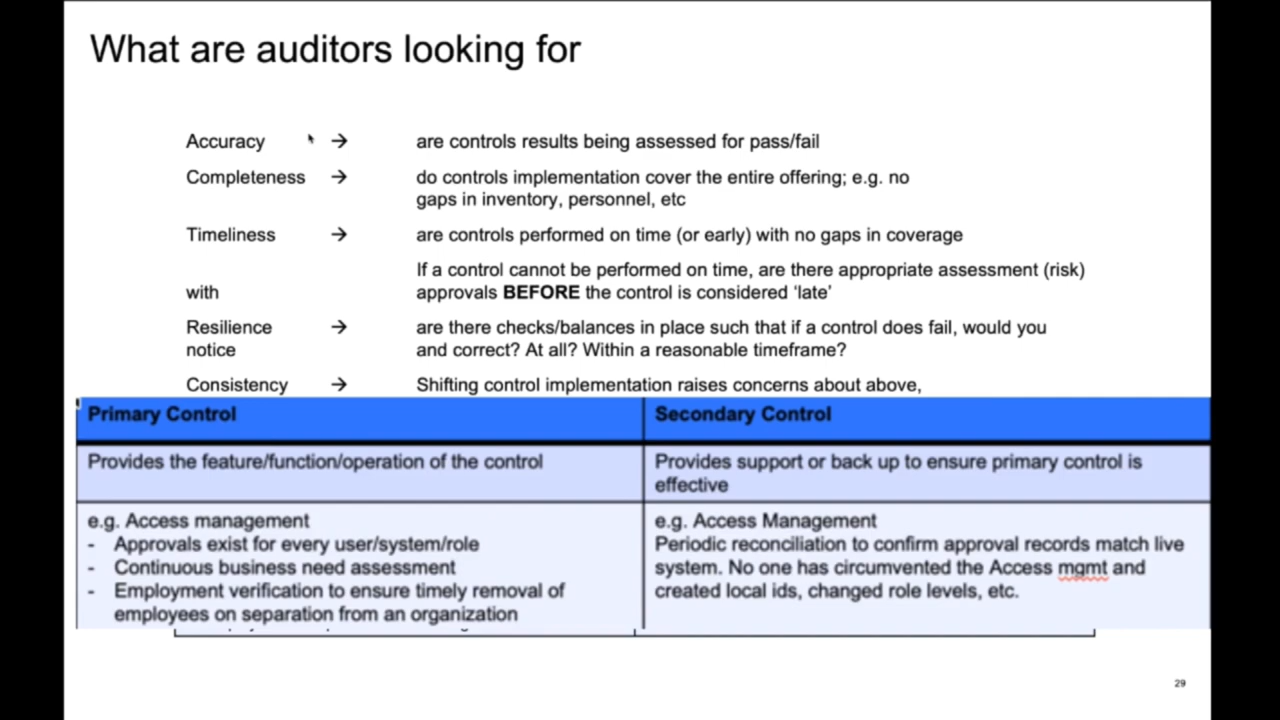 What are auditors looking for
Accuracy → are controls results being assessed for pass/fail
Completeness → do controls implementation cover the entire offering; e.g. no
gaps in inventory, personnel, etc
Timeliness → are controls performed on time (or early) with no gaps in coverage
If a control cannot be performed on time, are there appropriate assessment (risk)
with approvals BEFORE the control is considered ‘late’
Resilience → are there checks/balances in place such that if a control does fail, would you
notice and correct? At all? Within a reasonable timeframe?
Consistency → Shifting control implementation raises concerns about above,
Primary Control
Provides the feature/function/operation of the control
e.g. Access management
- Approvals exist for every user/system/role
- Continuous business need assessment
- Employment verification to ensure timely removal of
employees on separation from an organization
Secondary Control
Provides support or back up to ensure primary control is
effective
e.g. Access Management
Periodic reconciliation to confirm approval records match live
system. No one has circumvented the Access mgmt and
created local ids, changed role levels, etc.
29